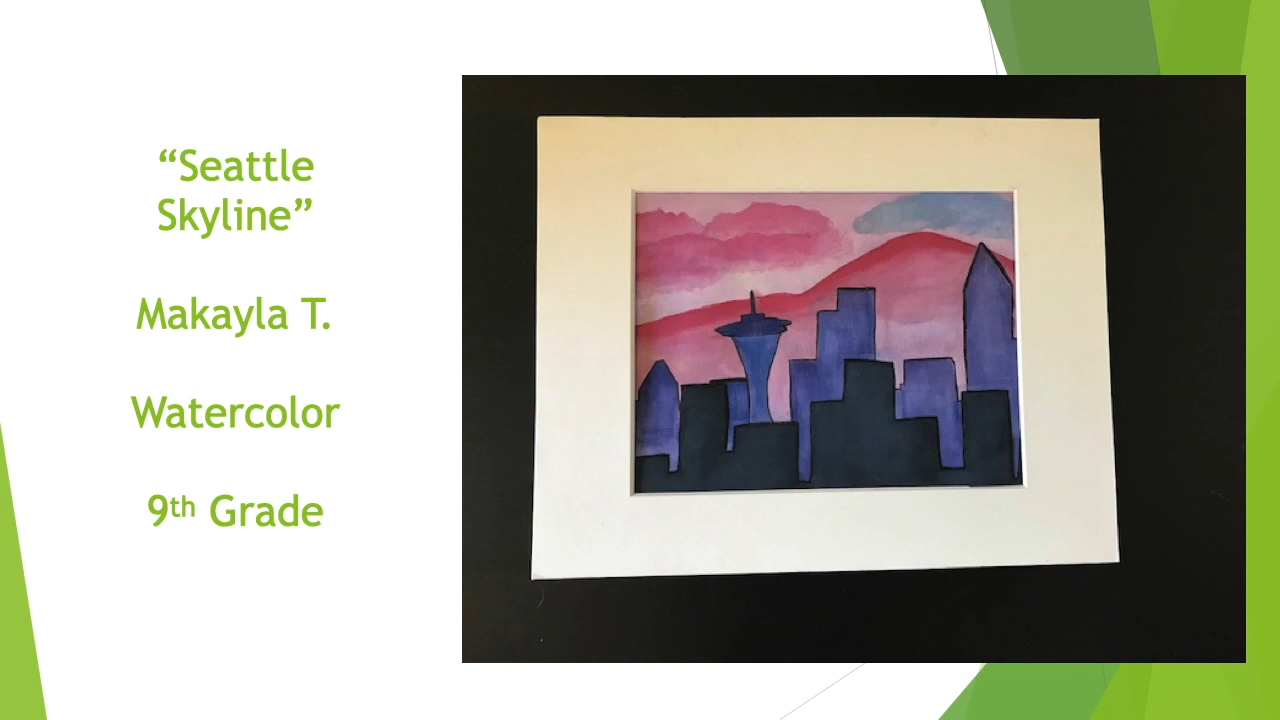 “Seattle
Skyline”
Makayla T.
Watercolor
9th Grade